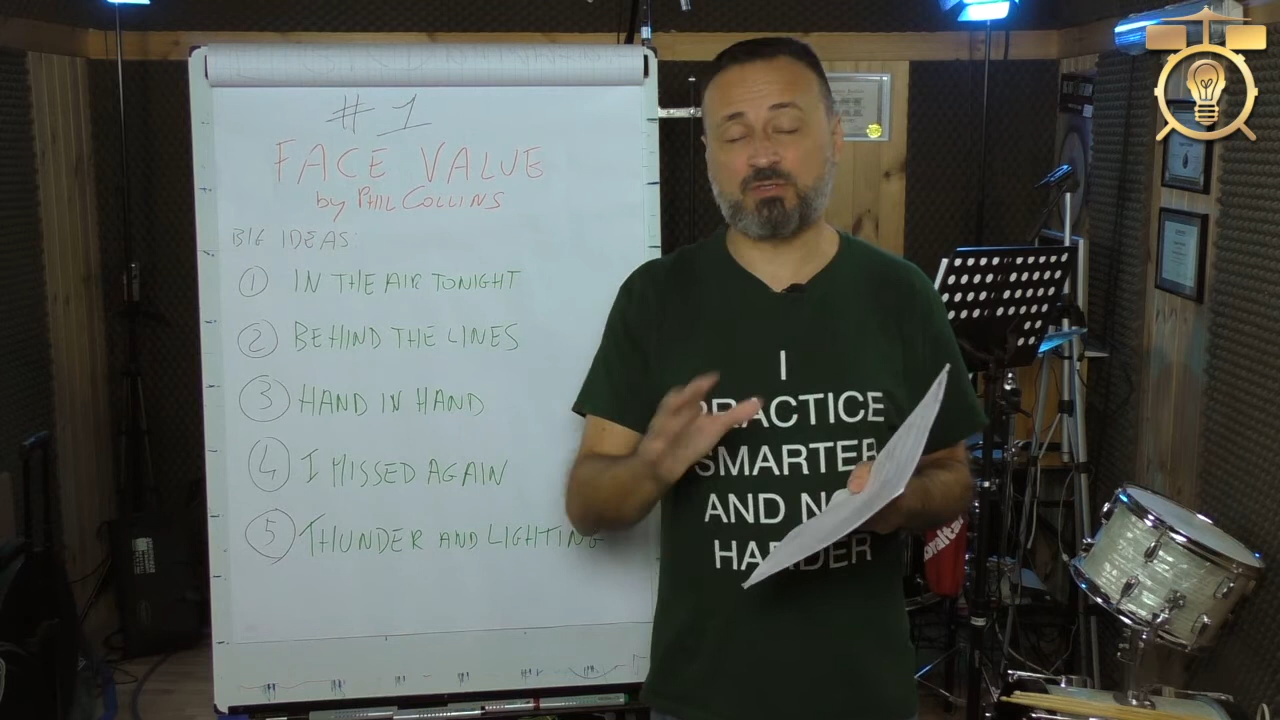 #1
FACE VALUE
by PHIL COLLINS
BIG IDEAS:
1 IN THE AIR TONIGHT
2 BEHIND THE LINES
3 HAND IN HAND
4 I MISSED AGAIN
5 THUNDER AND LIGHTING
I
PRACTICE
SMARTER
AND NOT
HARDER